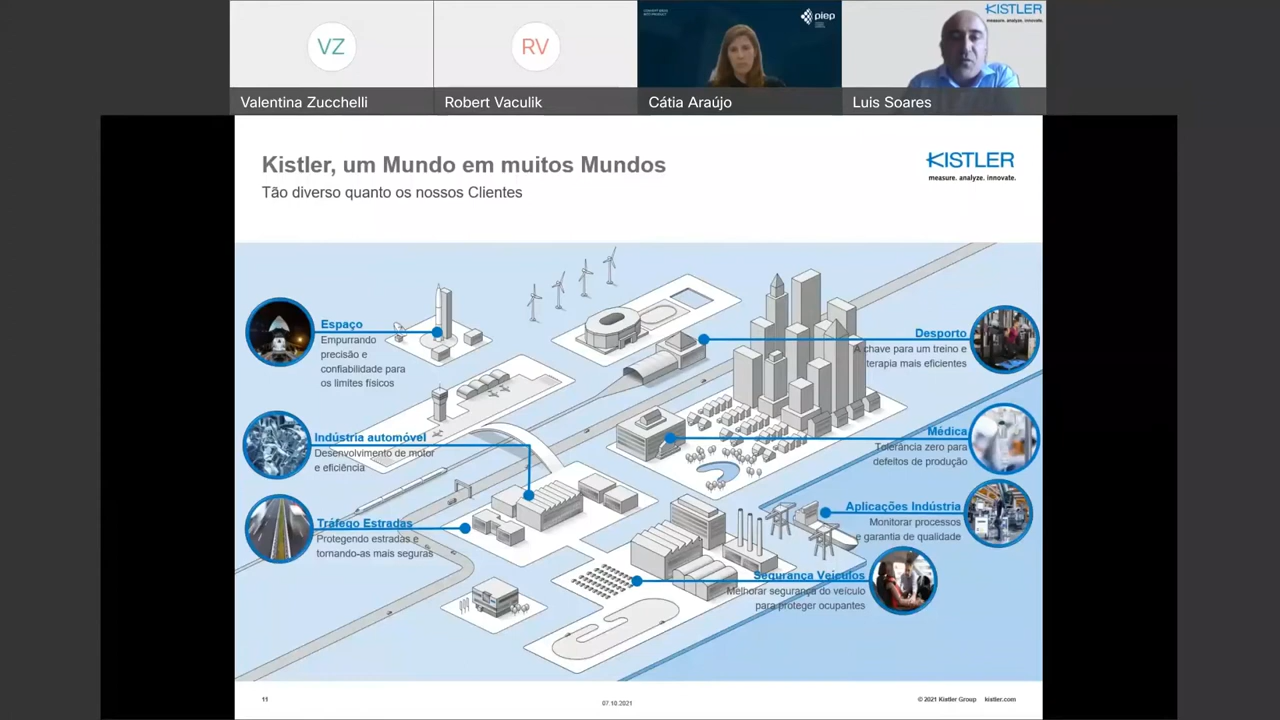 VZ
RV
piep
KISTLER
measure. analyze. innovate.
Valentina Zucchelli
Robert Vaculik
Cátia Araújo
Luis Soares
Kistler, um Mundo em muitos Mundos
Tão diverso quanto os nossos Clientes
KISTLER
measure. analyze. innovate.
Espaço
Empurrando
precisão e
confiabilidade para
os limites físicos
Indústria automóvel
Desenvolvimento de motor
e eficiência
Tráfego Estradas
Protegendo estradas e
tornando-as mais seguras
Desporto
A chave para um treino e
terapia mais eficientes
Médica
Tolerância zero para
defeitos de produção
Aplicações Indústria
Monitorar processos
e garantia de qualidade
Segurança Veículos
Melhorar segurança do veículo
para proteger ocupantes
11
07.10.2021
© 2021 Kistler Group kistler.com